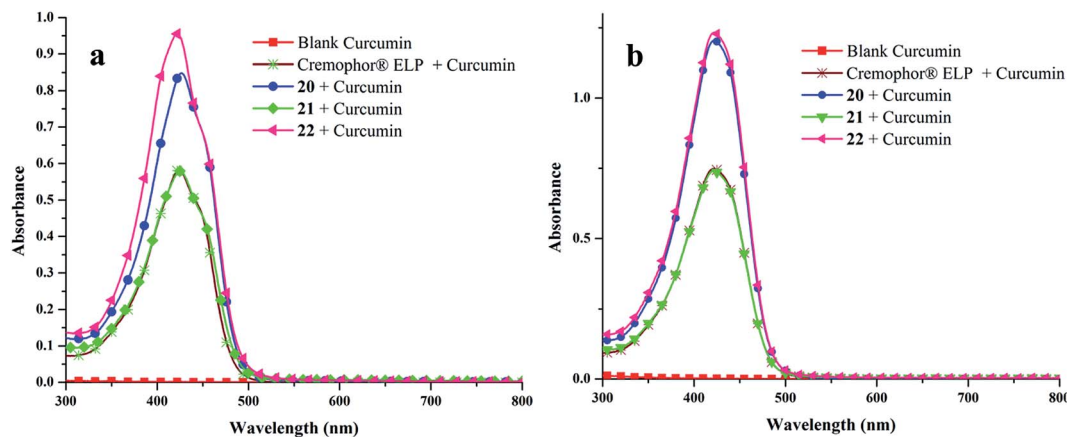 a
Blank Curcumin
Cremophor® ELP + Curcumin
20 + Curcumin
21 + Curcumin
22 + Curcumin
1.0
0.9
0.8
0.7
0.6
0.5
0.4
0.3
0.2
0.1
0.0
Absorbance
300 400 500 600 700 800
Wavelength (nm)
b
Blank Curcumin
Cremophor® ELP + Curcumin
20 + Curcumin
21 + Curcumin
22 + Curcumin
1.0
0.5
0.0
Absorbance
300 400 500 600 700 800
Wavelength (nm)